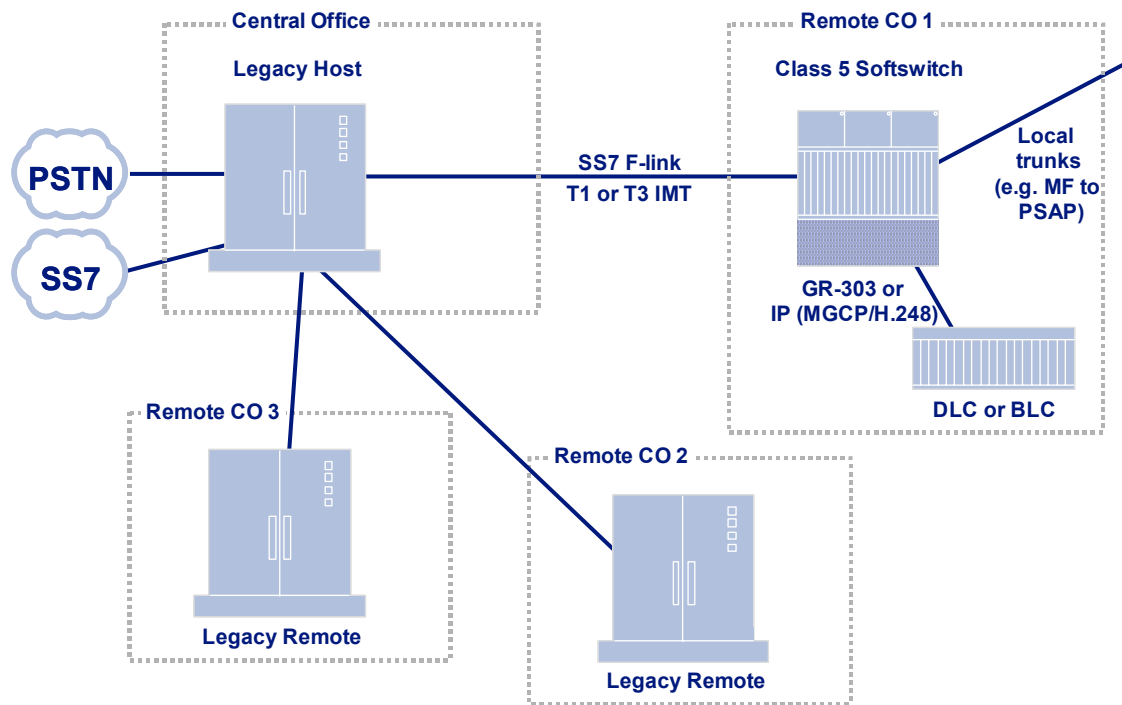 Central Office
Remote CO 1
Legacy Host
Class 5 Softswitch
PSTN
SS7
SS7 F-link
T1 or T3 IMT
Local
trunks
(e.g. MF to
PSAP)
GR-303 or
IP (MGCP/H.248)
DLC or BLC
Remote CO 3
Legacy Remote
Remote CO 2
Legacy Remote